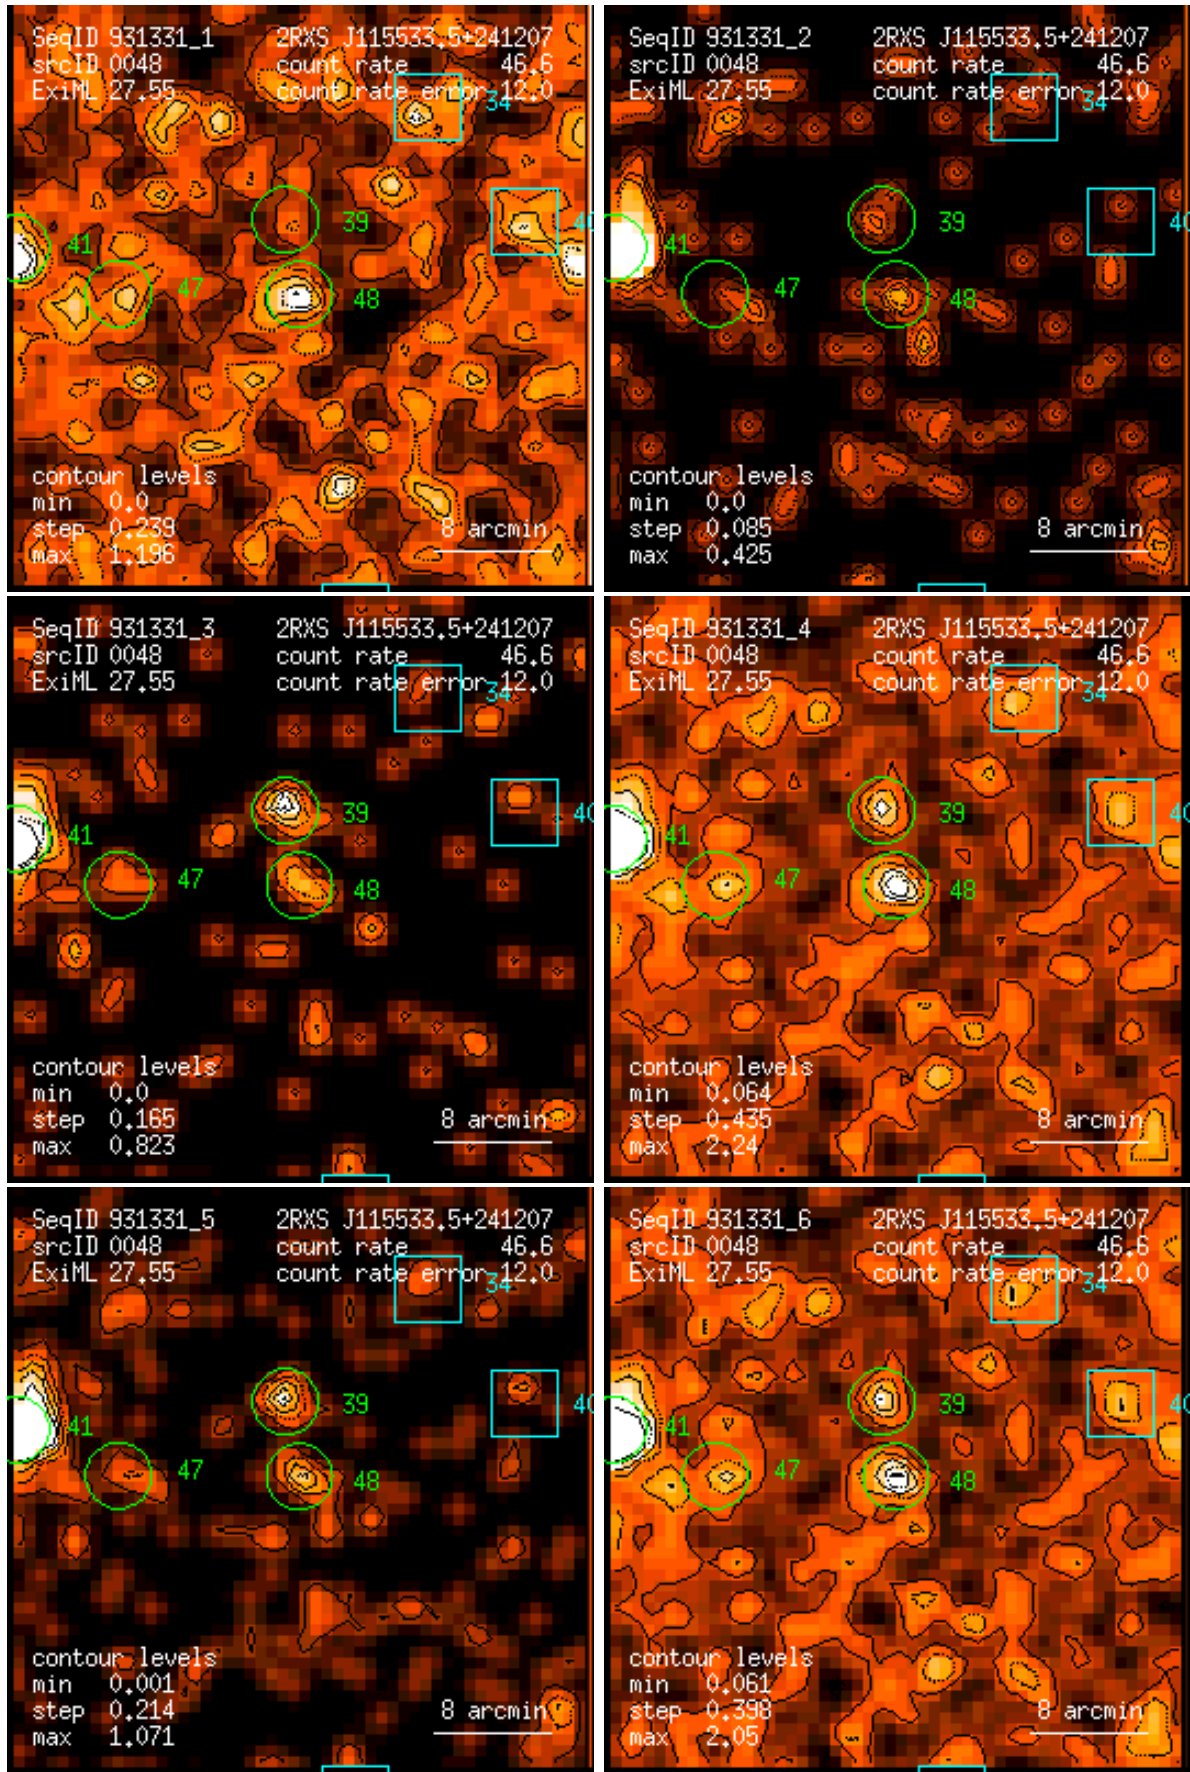 SeqID 931331_1 2RXS J115533.5+241207
srcID 0048 count rate 46.6
ExiML 27.55 count rate error 12.0
34
39
40
41
47
48
contour levels
min 0.0
step 0.239 8 arcmin
max 1.196
SeqID 931331_2 2RXS J115533.5+241207
srcID 0048 count rate 46.6
ExiML 27.55 count rate error 12.0
34
39
40
41
47
48
contour levels
min 0.0
step 0.085 8 arcmin
max 0.425
SeqID 931331_3 2RXS J115533.5+241207
srcID 0048 count rate 46.6
ExiML 27.55 count rate error 12.0
34
39
40
41
47
48
contour levels
min 0.0
step 0.165 8 arcmin
max 0.823
SeqID 931331_4 2RXS J115533.5+241207
srcID 0048 count rate 46.6
ExiML 27.55 count rate error 12.0
34
39
40
41
47
48
contour levels
min 0.064
step 0.435 8 arcmin
max 2.24
SeqID 931331_5 2RXS J115533.5+241207
srcID 0048 count rate 46.6
ExiML 27.55 count rate error 12.0
34
39
40
41
47
48
contour levels
min 0.001
step 0.214 8 arcmin
max 1.071
SeqID 931331_6 2RXS J115533.5+241207
srcID 0048 count rate 46.6
ExiML 27.55 count rate error 12.0
34
39
40
41
47
48
contour levels
min 0.061
step 0.398 8 arcmin
max 2.05